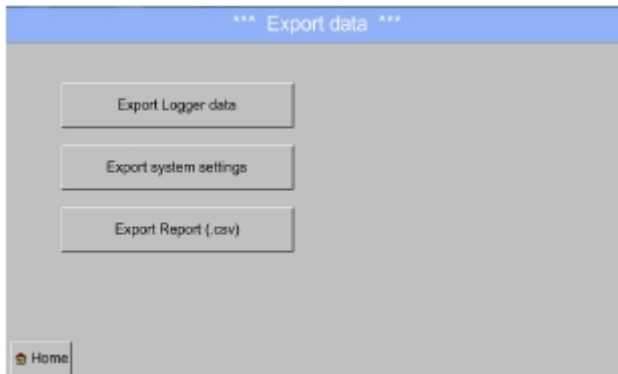 *** Export data ***
Export Logger data
Export system settings
Export Report (.csv)
Home